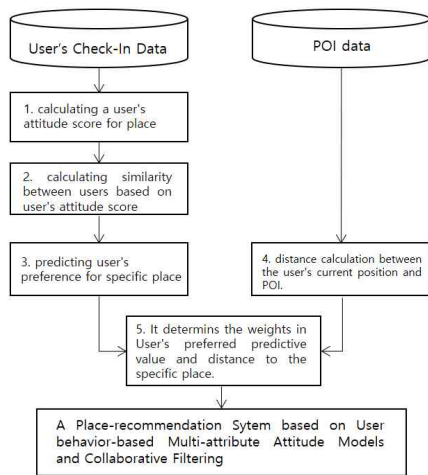 User's Check-In Data
POI data
1. calculating a user's
attitude score for place
2. calculating similarity
between users based on
user's attitude score
3. predicting user's
preference for specific place
4. distance calculation between
the user's current position and
POI.
5. It determins the weights in
User's preferred predictive
value and distance to the
specific place.
A Place-recommendation Sytem based on User
behavior-based Multi-attribute Attitude Models
and Collaborative Filtering